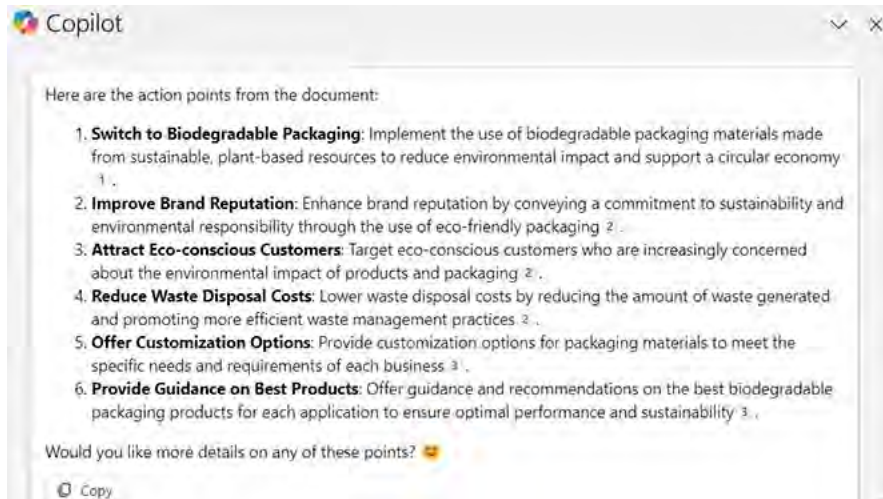 Copilot
Here are the action points from the document:
1. Switch to Biodegradable Packaging: Implement the use of biodegradable packaging materials made
from sustainable, plant-based resources to reduce environmental impact and support a circular economy
1 .
2. Improve Brand Reputation: Enhance brand reputation by conveying a commitment to sustainability and
environmental responsibility through the use of eco-friendly packaging 2 .
3. Attract Eco-conscious Customers: Target eco-conscious customers who are increasingly concerned
about the environmental impact of products and packaging 2 .
4. Reduce Waste Disposal Costs: Lower waste disposal costs by reducing the amount of waste generated
and promoting more efficient waste management practices 2 .
5. Offer Customization Options: Provide customization options for packaging materials to meet the
specific needs and requirements of each business 3 .
6. Provide Guidance on Best Products: Offer guidance and recommendations on the best biodegradable
packaging products for each application to ensure optimal performance and sustainability 3 .
Would you like more details on any of these points?
Copy